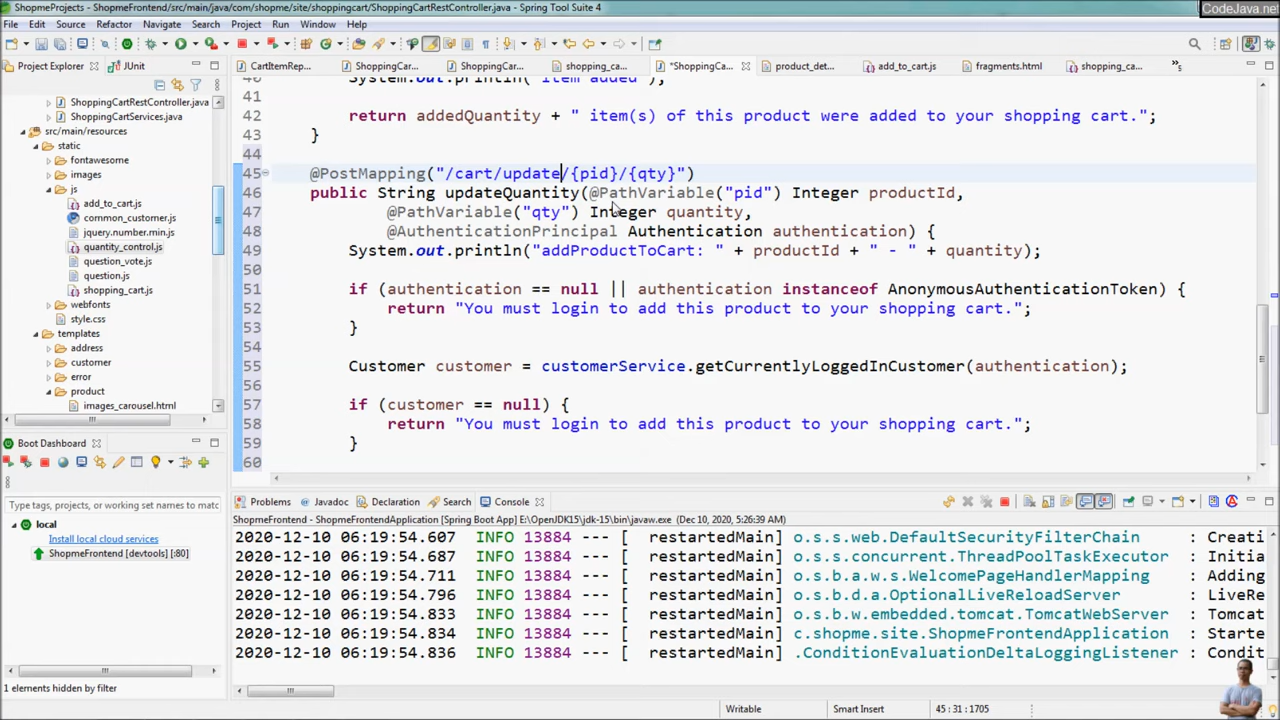 ShopmeProjects - ShopmeFrontend/src/main/java/com/shopme/site/shoppingcart/ShoppingCartRestController.java - Spring Tool Suite 4
CodeJava.net
File Edit Source Refactor Navigate Search Project Run Window Help
Project Explorer
JUnit
CartItemRep...
ShoppingCar...
ShoppingCar...
shopping_ca...
*ShoppingCa...
product_det...
add_to_cart.js
fragments.html
shopping_ca...
ShoppingCartRestController.java
ShoppingCartServices.java
src/main/resources
static
fontawesome
images
js
add_to_cart.js
common_customer.js
jquery.number.min.js
quantity_control.js
question_vote.js
question.js
shopping_cart.js
webfonts
style.css
templates
address
customer
error
product
images_carousel.html
40 System.out.println("item added");
41
42 return addedQuantity + " item(s) of this product were added to your shopping cart.";
43 }
44
45 @PostMapping("/cart/update/{pid}/{qty}")
46 public String updateQuantity(@PathVariable("pid") Integer productId,
47 @PathVariable("qty") Integer quantity,
48 @AuthenticationPrincipal Authentication authentication) {
49 System.out.println("addProductToCart: " + productId + " - " + quantity);
50
51 if (authentication == null || authentication instanceof AnonymousAuthenticationToken) {
52 return "You must login to add this product to your shopping cart.";
53 }
54
55 Customer customer = customerService.getCurrentlyLoggedInCustomer(authentication);
56
57 if (customer == null) {
58 return "You must login to add this product to your shopping cart.";
59 }
60
Boot Dashboard
Type tags, projects, or working set names to matc
local
Install local cloud services
ShopmeFrontend [devtools] [:80]
1 elements hidden by filter
Problems Javadoc Declaration Search Console
ShopmeFrontend - ShopmeFrontendApplication [Spring Boot App] E:\OpenJDK15\jdk-15\bin\javaw.exe (Dec 10, 2020, 5:26:39 AM)
2020-12-10 06:19:54.607 INFO 13884 --- [ restartedMain] o.s.s.web.DefaultSecurityFilterChain : Creati
2020-12-10 06:19:54.687 INFO 13884 --- [ restartedMain] o.s.s.concurrent.ThreadPoolTaskExecutor : Initia
2020-12-10 06:19:54.711 INFO 13884 --- [ restartedMain] o.s.b.a.w.s.WelcomePageHandlerMapping : Adding
2020-12-10 06:19:54.796 INFO 13884 --- [ restartedMain] o.s.b.d.a.OptionalLiveReloadServer : LiveRe
2020-12-10 06:19:54.833 INFO 13884 --- [ restartedMain] o.s.b.w.embedded.tomcat.TomcatWebServer : Tomcat
2020-12-10 06:19:54.834 INFO 13884 --- [ restartedMain] c.shopme.site.ShopmeFrontendApplication : Starte
2020-12-10 06:19:54.836 INFO 13884 --- [ restartedMain] .ConditionEvaluationDeltaLoggingListener : Condit
Writable Smart Insert 45 : 31 : 1705